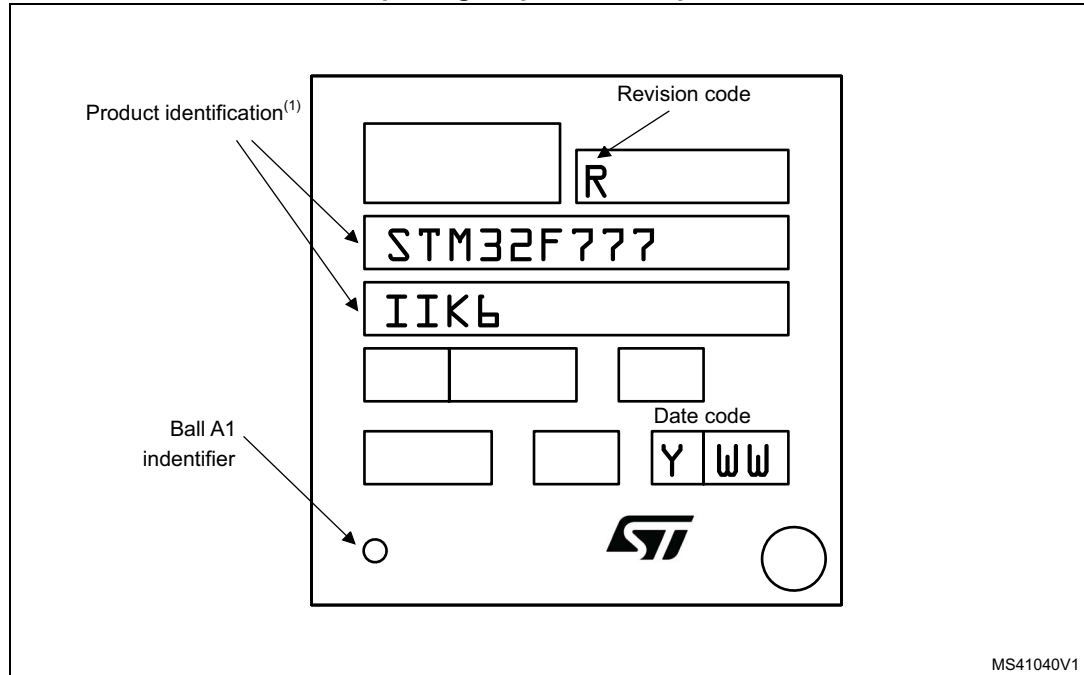 Revision code
Product identification(1)
R
STM32F777
IIK6
Date code
Ball A1
indentifier
Y WW
ST
MS41040V1